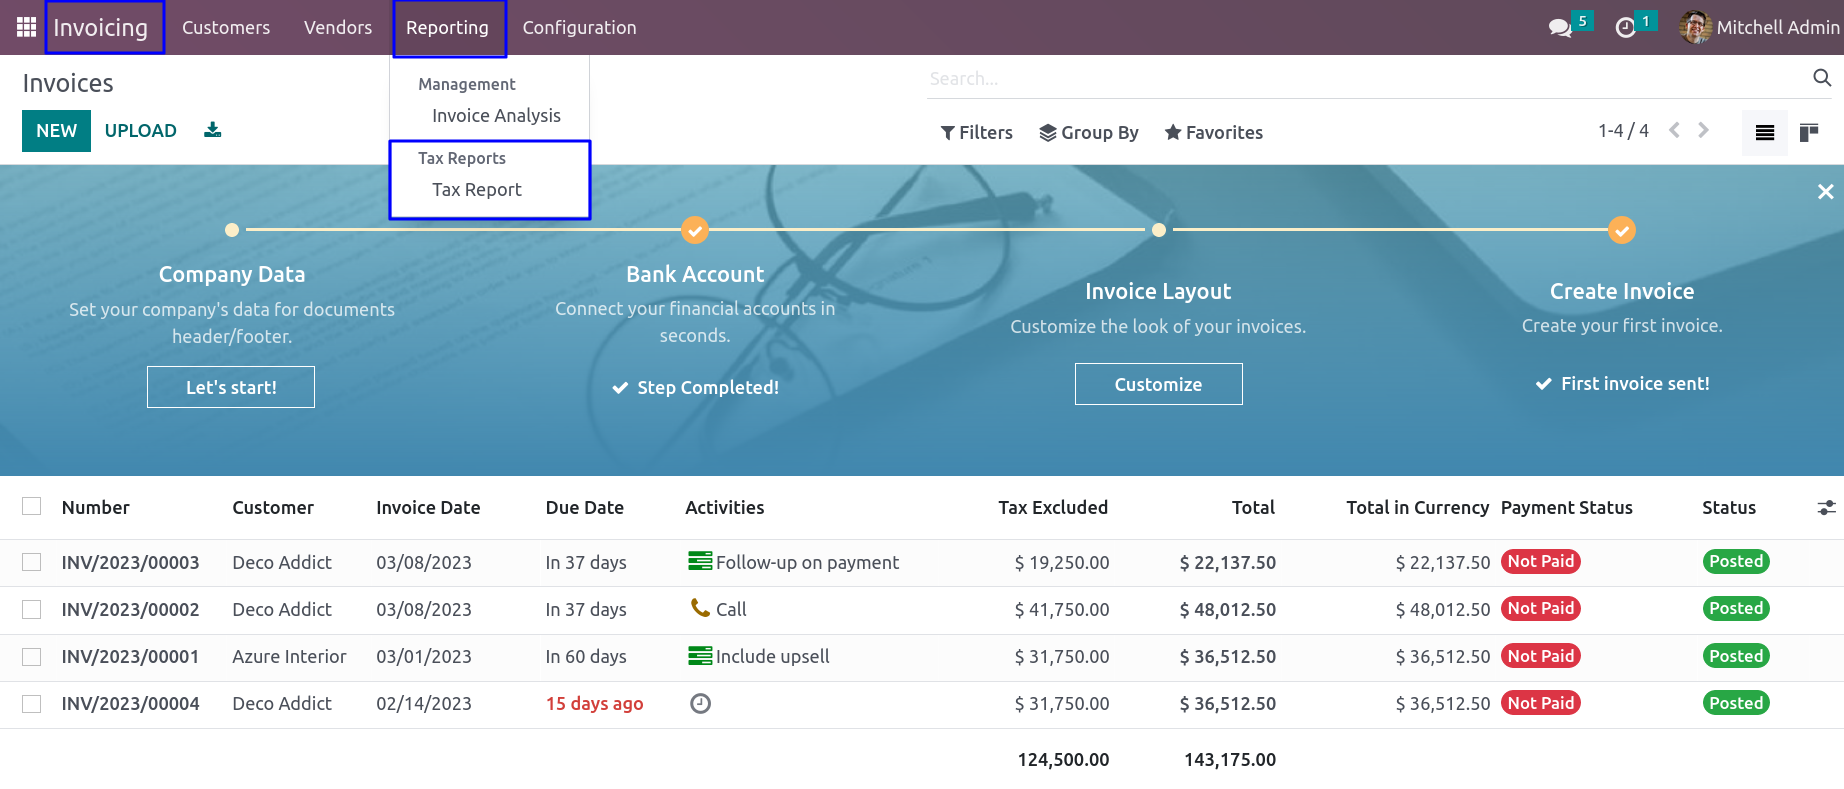 Invoicing Customers Vendors Reporting Configuration 5 1 Mitchell Admin
Invoices
Search...
Management
Invoice Analysis
NEW UPLOAD
Filters Group By Favorites 1-4 / 4
Tax Reports
Tax Report
Company Data
Set your company's data for documents
header/footer.
Let's start!
Bank Account
Connect your financial accounts in
seconds.
Step Completed!
Invoice Layout
Customize the look of your invoices.
Customize
Create Invoice
Create your first invoice.
First invoice sent!
Number Customer Invoice Date Due Date Activities Tax Excluded Total Total in Currency Payment Status Status
INV/2023/00003 Deco Addict 03/08/2023 In 37 days Follow-up on payment $ 19,250.00 $ 22,137.50 $ 22,137.50 Not Paid Posted
INV/2023/00002 Deco Addict 03/08/2023 In 37 days Call $ 41,750.00 $ 48,012.50 $ 48,012.50 Not Paid Posted
INV/2023/00001 Azure Interior 03/01/2023 In 60 days Include upsell $ 31,750.00 $ 36,512.50 $ 36,512.50 Not Paid Posted
INV/2023/00004 Deco Addict 02/14/2023 15 days ago $ 31,750.00 $ 36,512.50 $ 36,512.50 Not Paid Posted
124,500.00 143,175.00